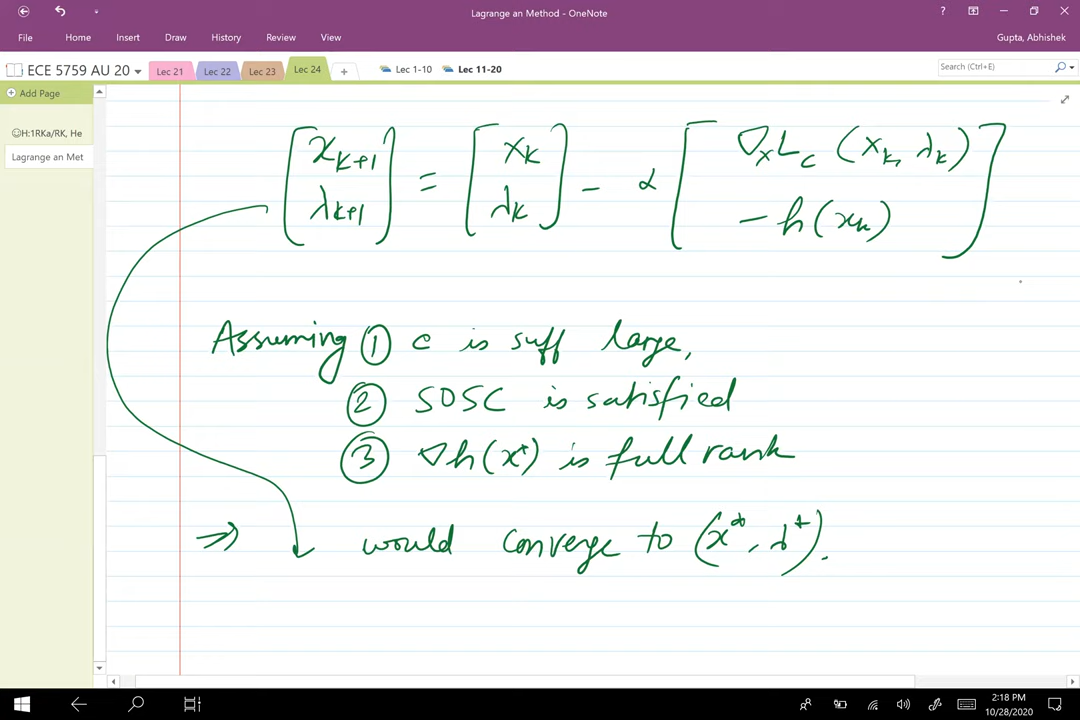 Lagrange an Method - OneNote
?
File Home Insert Draw History Review View
Gupta, Abhishek
ECE 5759 AU 20 Lec 21 Lec 22 Lec 23 Lec 24 + Lec 1-10 Lec 11-20
Search (Ctrl+E)
Add Page
☺H:1RKa/RK, He
Lagrange an Met
[x_{k+1} λ_{k+1}] = [x_k λ_k] - α [∇_x L_c (x_k, λ_k) - h(x_k)]
Assuming ① c is suff large,
② SOSC is satisfied
③ ∇h(x*) is full rank
⇒ would converge to (x*, λ*).
2:18 PM
10/28/2020